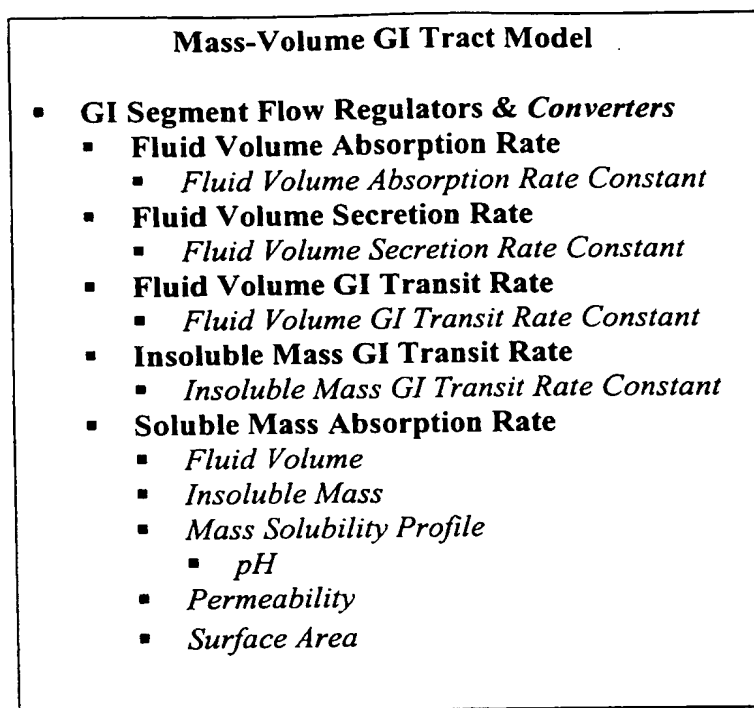 Mass-Volume GI Tract Model
▪ GI Segment Flow Regulators & Converters
▪ Fluid Volume Absorption Rate
▪ Fluid Volume Absorption Rate Constant
▪ Fluid Volume Secretion Rate
▪ Fluid Volume Secretion Rate Constant
▪ Fluid Volume GI Transit Rate
▪ Fluid Volume GI Transit Rate Constant
▪ Insoluble Mass GI Transit Rate
▪ Insoluble Mass GI Transit Rate Constant
▪ Soluble Mass Absorption Rate
▪ Fluid Volume
▪ Insoluble Mass
▪ Mass Solubility Profile
▪ pH
▪ Permeability
▪ Surface Area